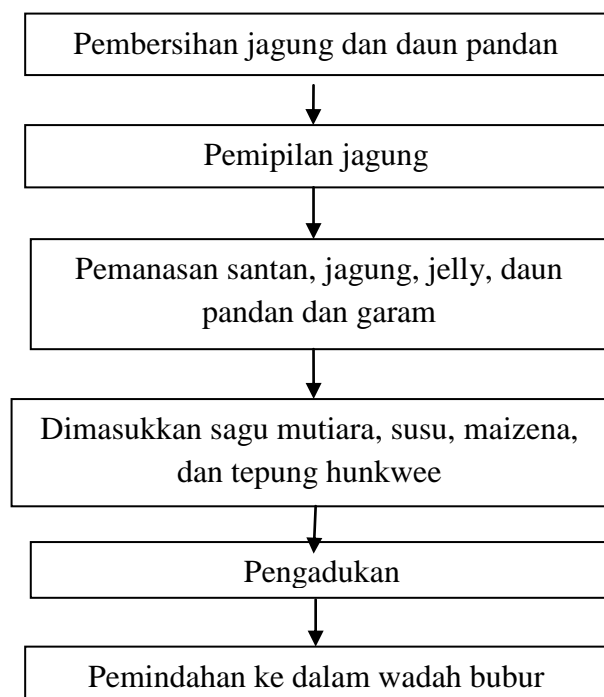 Pembersihan jagung dan daun pandan
Pemipilan jagung
Pemanasan santan, jagung, jelly, daun
pandan dan garam
Dimasukkan sagu mutiara, susu, maizena,
dan tepung hunkwee
Pengadukan
Pemindahan ke dalam wadah bubur